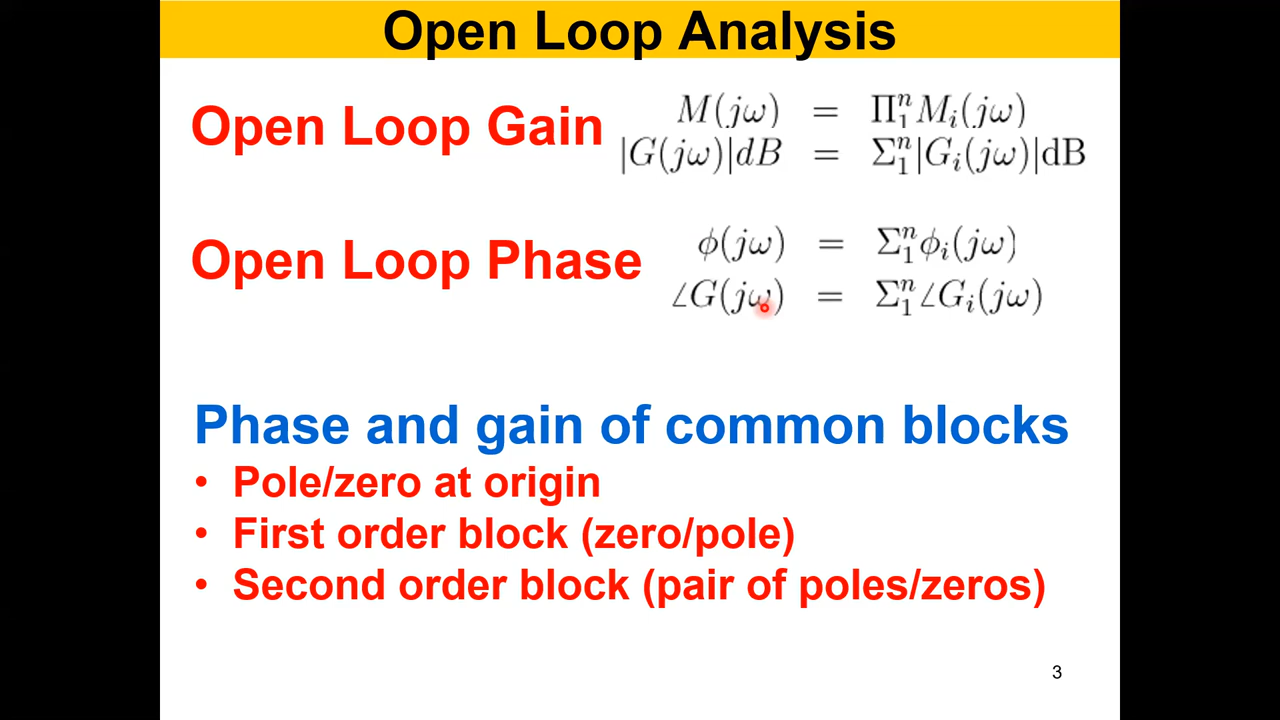 Open Loop Analysis
Open Loop Gain
M(jω) = Π₁ⁿ Mᵢ(jω)
|G(jω)|dB = Σ₁ⁿ|Gᵢ(jω)|dB
Open Loop Phase
ϕ(jω) = Σ₁ⁿ ϕᵢ(jω)
∠G(jω) = Σ₁ⁿ ∠Gᵢ(jω)
Phase and gain of common blocks
• Pole/zero at origin
• First order block (zero/pole)
• Second order block (pair of poles/zeros)
3